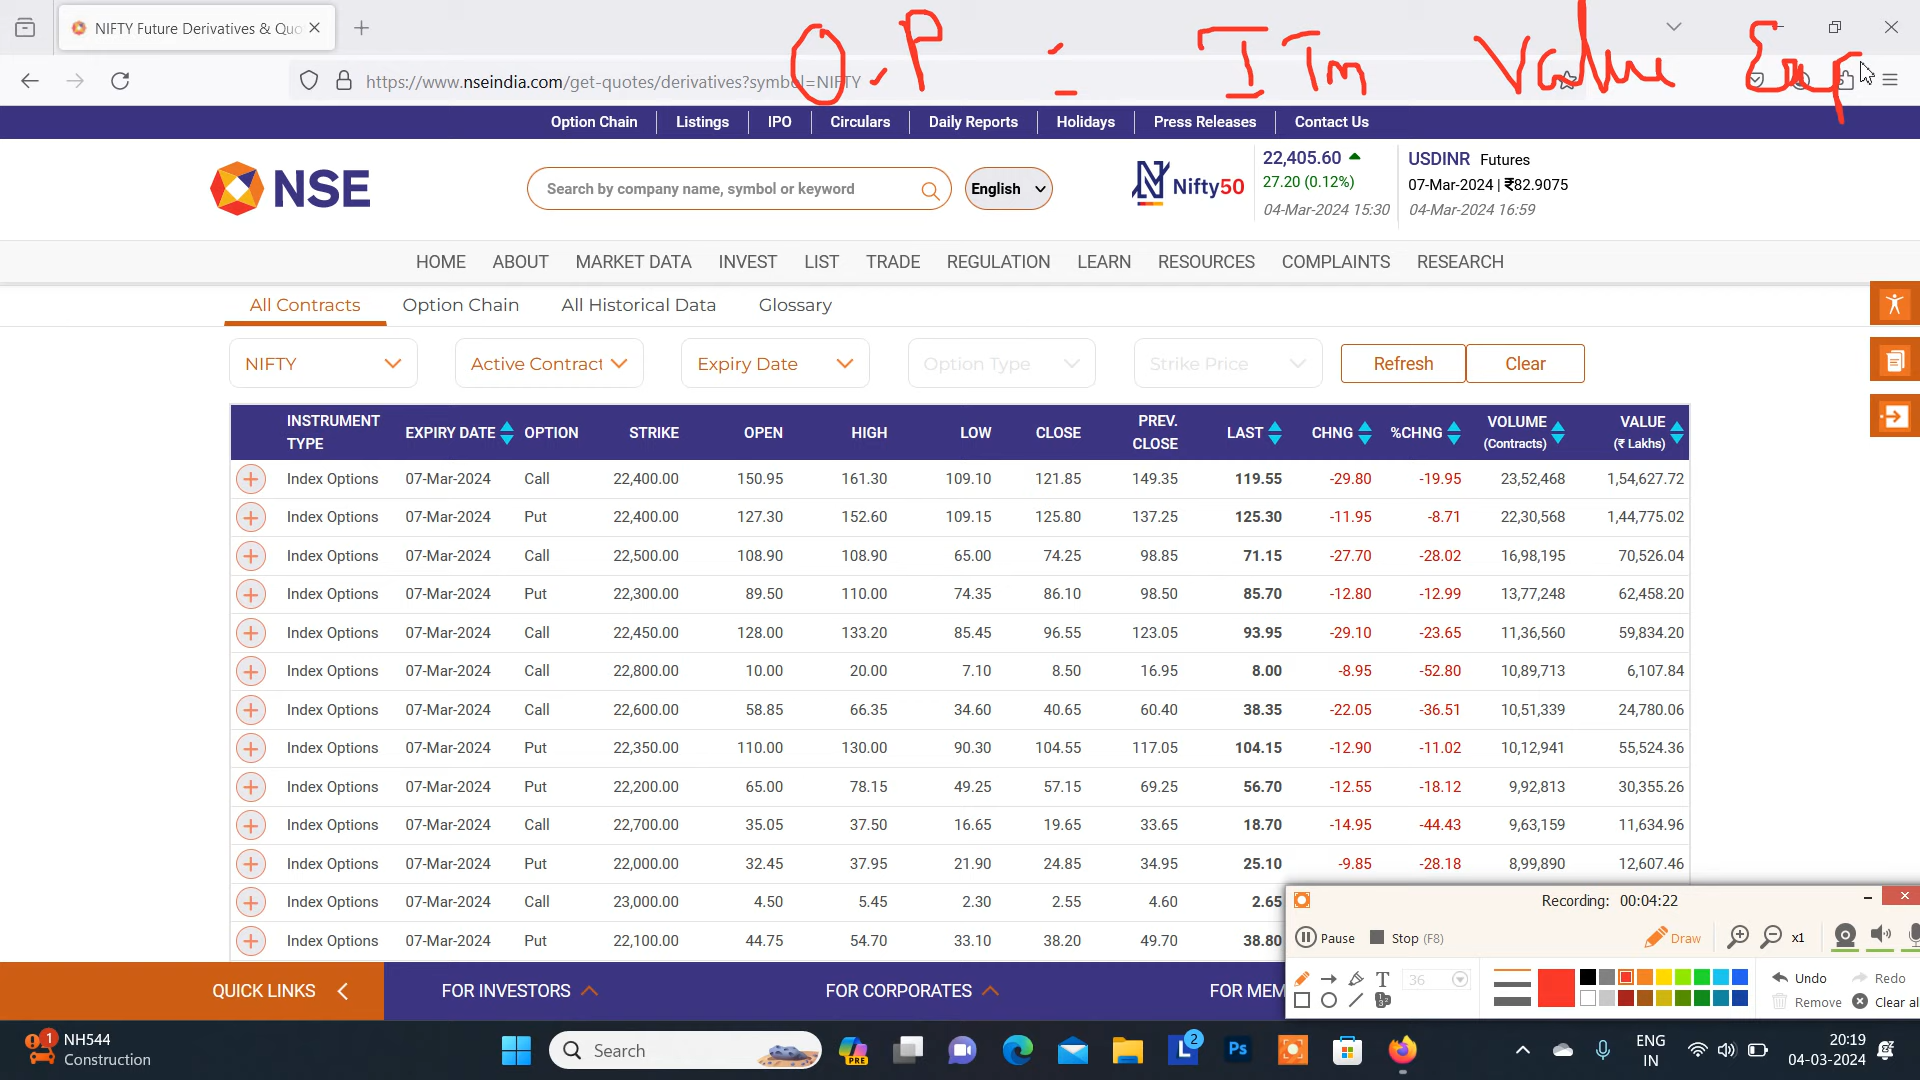 NIFTY Future Derivatives & Quo
O.P = ITm Value Exp
https://www.nseindia.com/get-quotes/derivatives?symbol=NIFTY
Option Chain Listings IPO Circulars Daily Reports Holidays Press Releases Contact Us
NSE
Search by company name, symbol or keyword
English
Nifty50
22,405.60
27.20 (0.12%)
04-Mar-2024 15:30
USDINR Futures
07-Mar-2024 | ₹82.9075
04-Mar-2024 16:59
HOME ABOUT MARKET DATA INVEST LIST TRADE REGULATION LEARN RESOURCES COMPLAINTS RESEARCH
All Contracts Option Chain All Historical Data Glossary
NIFTY Active Contract Expiry Date Option Type Strike Price Refresh Clear
INSTRUMENT TYPE EXPIRY DATE OPTION STRIKE OPEN HIGH LOW CLOSE PREV. CLOSE LAST CHNG %CHNG VOLUME (Contracts) VALUE (₹ Lakhs)
Index Options 07-Mar-2024 Call 22,400.00 150.95 161.30 109.10 121.85 149.35 119.55 -29.80 -19.95 23,52,468 1,54,627.72
Index Options 07-Mar-2024 Put 22,400.00 127.30 152.60 109.15 125.80 137.25 125.30 -11.95 -8.71 22,30,568 1,44,775.02
Index Options 07-Mar-2024 Call 22,500.00 108.90 108.90 65.00 74.25 98.85 71.15 -27.70 -28.02 16,98,195 70,526.04
Index Options 07-Mar-2024 Put 22,300.00 89.50 110.00 74.35 86.10 98.50 85.70 -12.80 -12.99 13,77,248 62,458.20
Index Options 07-Mar-2024 Call 22,450.00 128.00 133.20 85.45 96.55 123.05 93.95 -29.10 -23.65 11,36,560 59,834.20
Index Options 07-Mar-2024 Call 22,800.00 10.00 20.00 7.10 8.50 16.95 8.00 -8.95 -52.80 10,89,713 6,107.84
Index Options 07-Mar-2024 Call 22,600.00 58.85 66.35 34.60 40.65 60.40 38.35 -22.05 -36.51 10,51,339 24,780.06
Index Options 07-Mar-2024 Put 22,350.00 110.00 130.00 90.30 104.55 117.05 104.15 -12.90 -11.02 10,12,941 55,524.36
Index Options 07-Mar-2024 Put 22,200.00 65.00 78.15 49.25 57.15 69.25 56.70 -12.55 -18.12 9,92,813 30,355.26
Index Options 07-Mar-2024 Call 22,700.00 35.05 37.50 16.65 19.65 33.65 18.70 -14.95 -44.43 9,63,159 11,634.96
Index Options 07-Mar-2024 Put 22,000.00 32.45 37.95 21.90 24.85 34.95 25.10 -9.85 -28.18 8,99,890 12,607.46
Index Options 07-Mar-2024 Call 23,000.00 4.50 5.45 2.30 2.55 4.60 2.65
Index Options 07-Mar-2024 Put 22,100.00 44.75 54.70 33.10 38.20 49.70 38.80
Recording: 00:04:22
Pause Stop (F8) Draw x1
T 36 Undo Redo
Remove Clear al
QUICK LINKS FOR INVESTORS FOR CORPORATES FOR MEM
NH544
Construction
1
Search
PRE
L 2
Ps
ENG
IN
20:19
04-03-2024